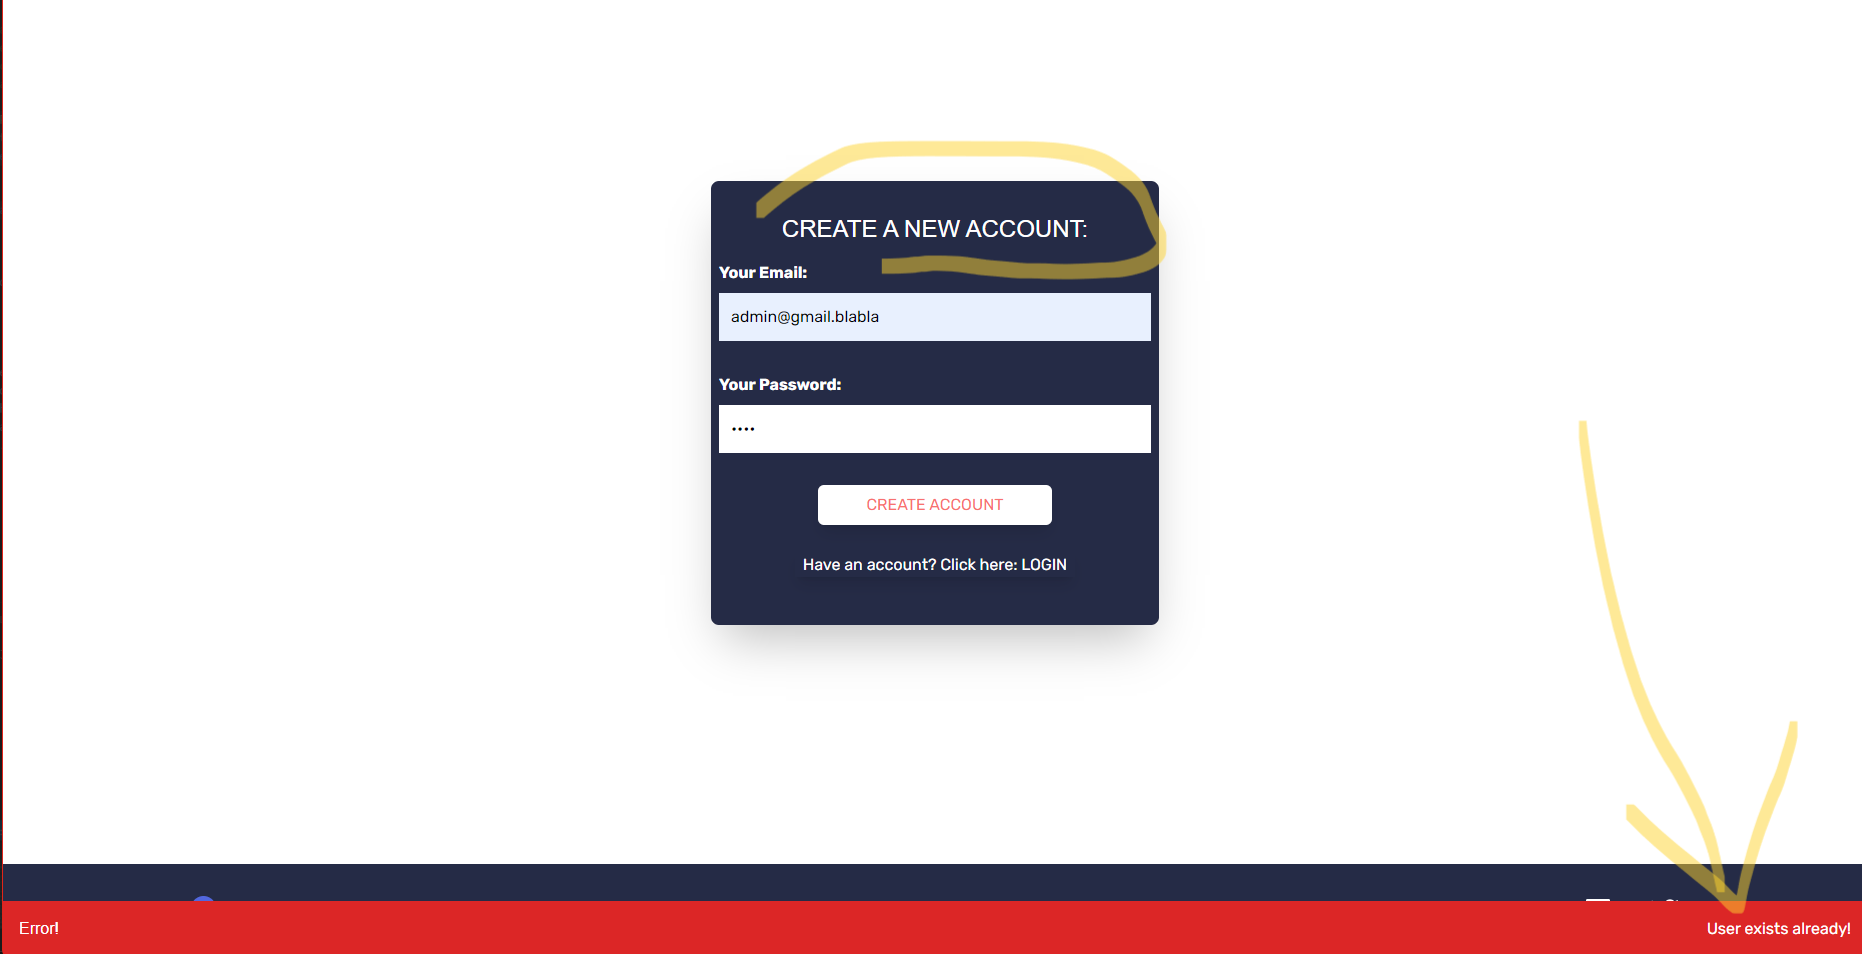 CREATE A NEW ACCOUNT:
Your Email:
admin@gmail.blabla
Your Password:
••••
CREATE ACCOUNT
Have an account? Click here: LOGIN
Error!
User exists already!